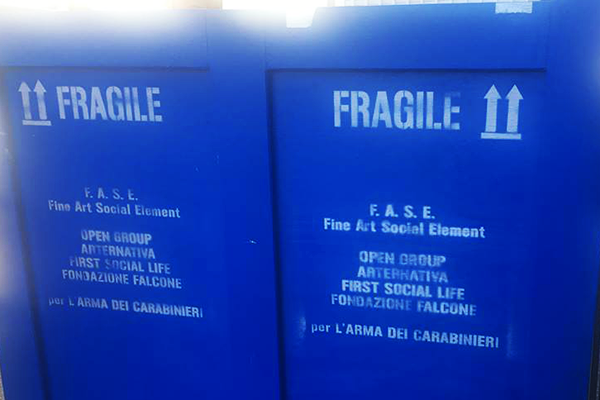 FRAGILE
F. A. S. E.
Fine Art Social Element
OPEN GROUP
ARTERNATIVA
FIRST SOCIAL LIFE
FONDAZIONE FALCONE
per L'ARMA DEI CARABINIERI
FRAGILE
F. A. S. E.
Fine Art Social Element
OPEN GROUP
ARTERNATIVA
FIRST SOCIAL LIFE
FONDAZIONE FALCONE
per L'ARMA DEI CARABINIERI